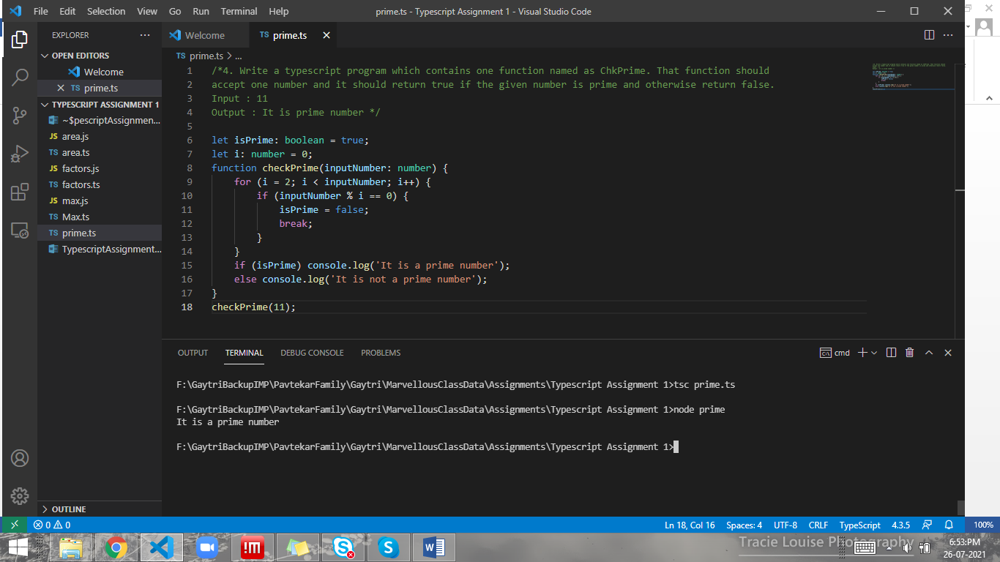 File Edit Selection View Go Run Terminal Help
prime.ts - Typescript Assignment 1 - Visual Studio Code
EXPLORER
OPEN EDITORS
Welcome
TS prime.ts
TYPESCRIPT ASSIGNMENT 1
~$pescriptAssignmen...
JS area.js
TS area.ts
JS factors.js
TS factors.ts
JS max.js
TS Max.ts
TS prime.ts
TypescriptAssignment...
OUTLINE
Welcome
TS prime.ts
TS prime.ts > ...
1 /*4. Write a typescript program which contains one function named as ChkPrime. That function should
2 accept one number and it should return true if the given number is prime and otherwise return false.
3 Input : 11
4 Output : It is prime number */
5
6 let isPrime: boolean = true;
7 let i: number = 0;
8 function checkPrime(inputNumber: number) {
9 for (i = 2; i < inputNumber; i++) {
10 if (inputNumber % i == 0) {
11 isPrime = false;
12 break;
13 }
14 }
15 if (isPrime) console.log('It is a prime number');
16 else console.log('It is not a prime number');
17 }
18 checkPrime(11);
OUTPUT TERMINAL DEBUG CONSOLE PROBLEMS
cmd
F:\GaytriBackupIMP\PavtekarFamily\Gaytri\MarvellousClassData\Assignments\Typescript Assignment 1>tsc prime.ts
F:\GaytriBackupIMP\PavtekarFamily\Gaytri\MarvellousClassData\Assignments\Typescript Assignment 1>node prime
It is a prime number
F:\GaytriBackupIMP\PavtekarFamily\Gaytri\MarvellousClassData\Assignments\Typescript Assignment 1>
0 0
Ln 18, Col 16 Spaces: 4 UTF-8 CRLF TypeScript 4.3.5
100%
Tracie Louise Photography
6:53 PM
26-07-2021